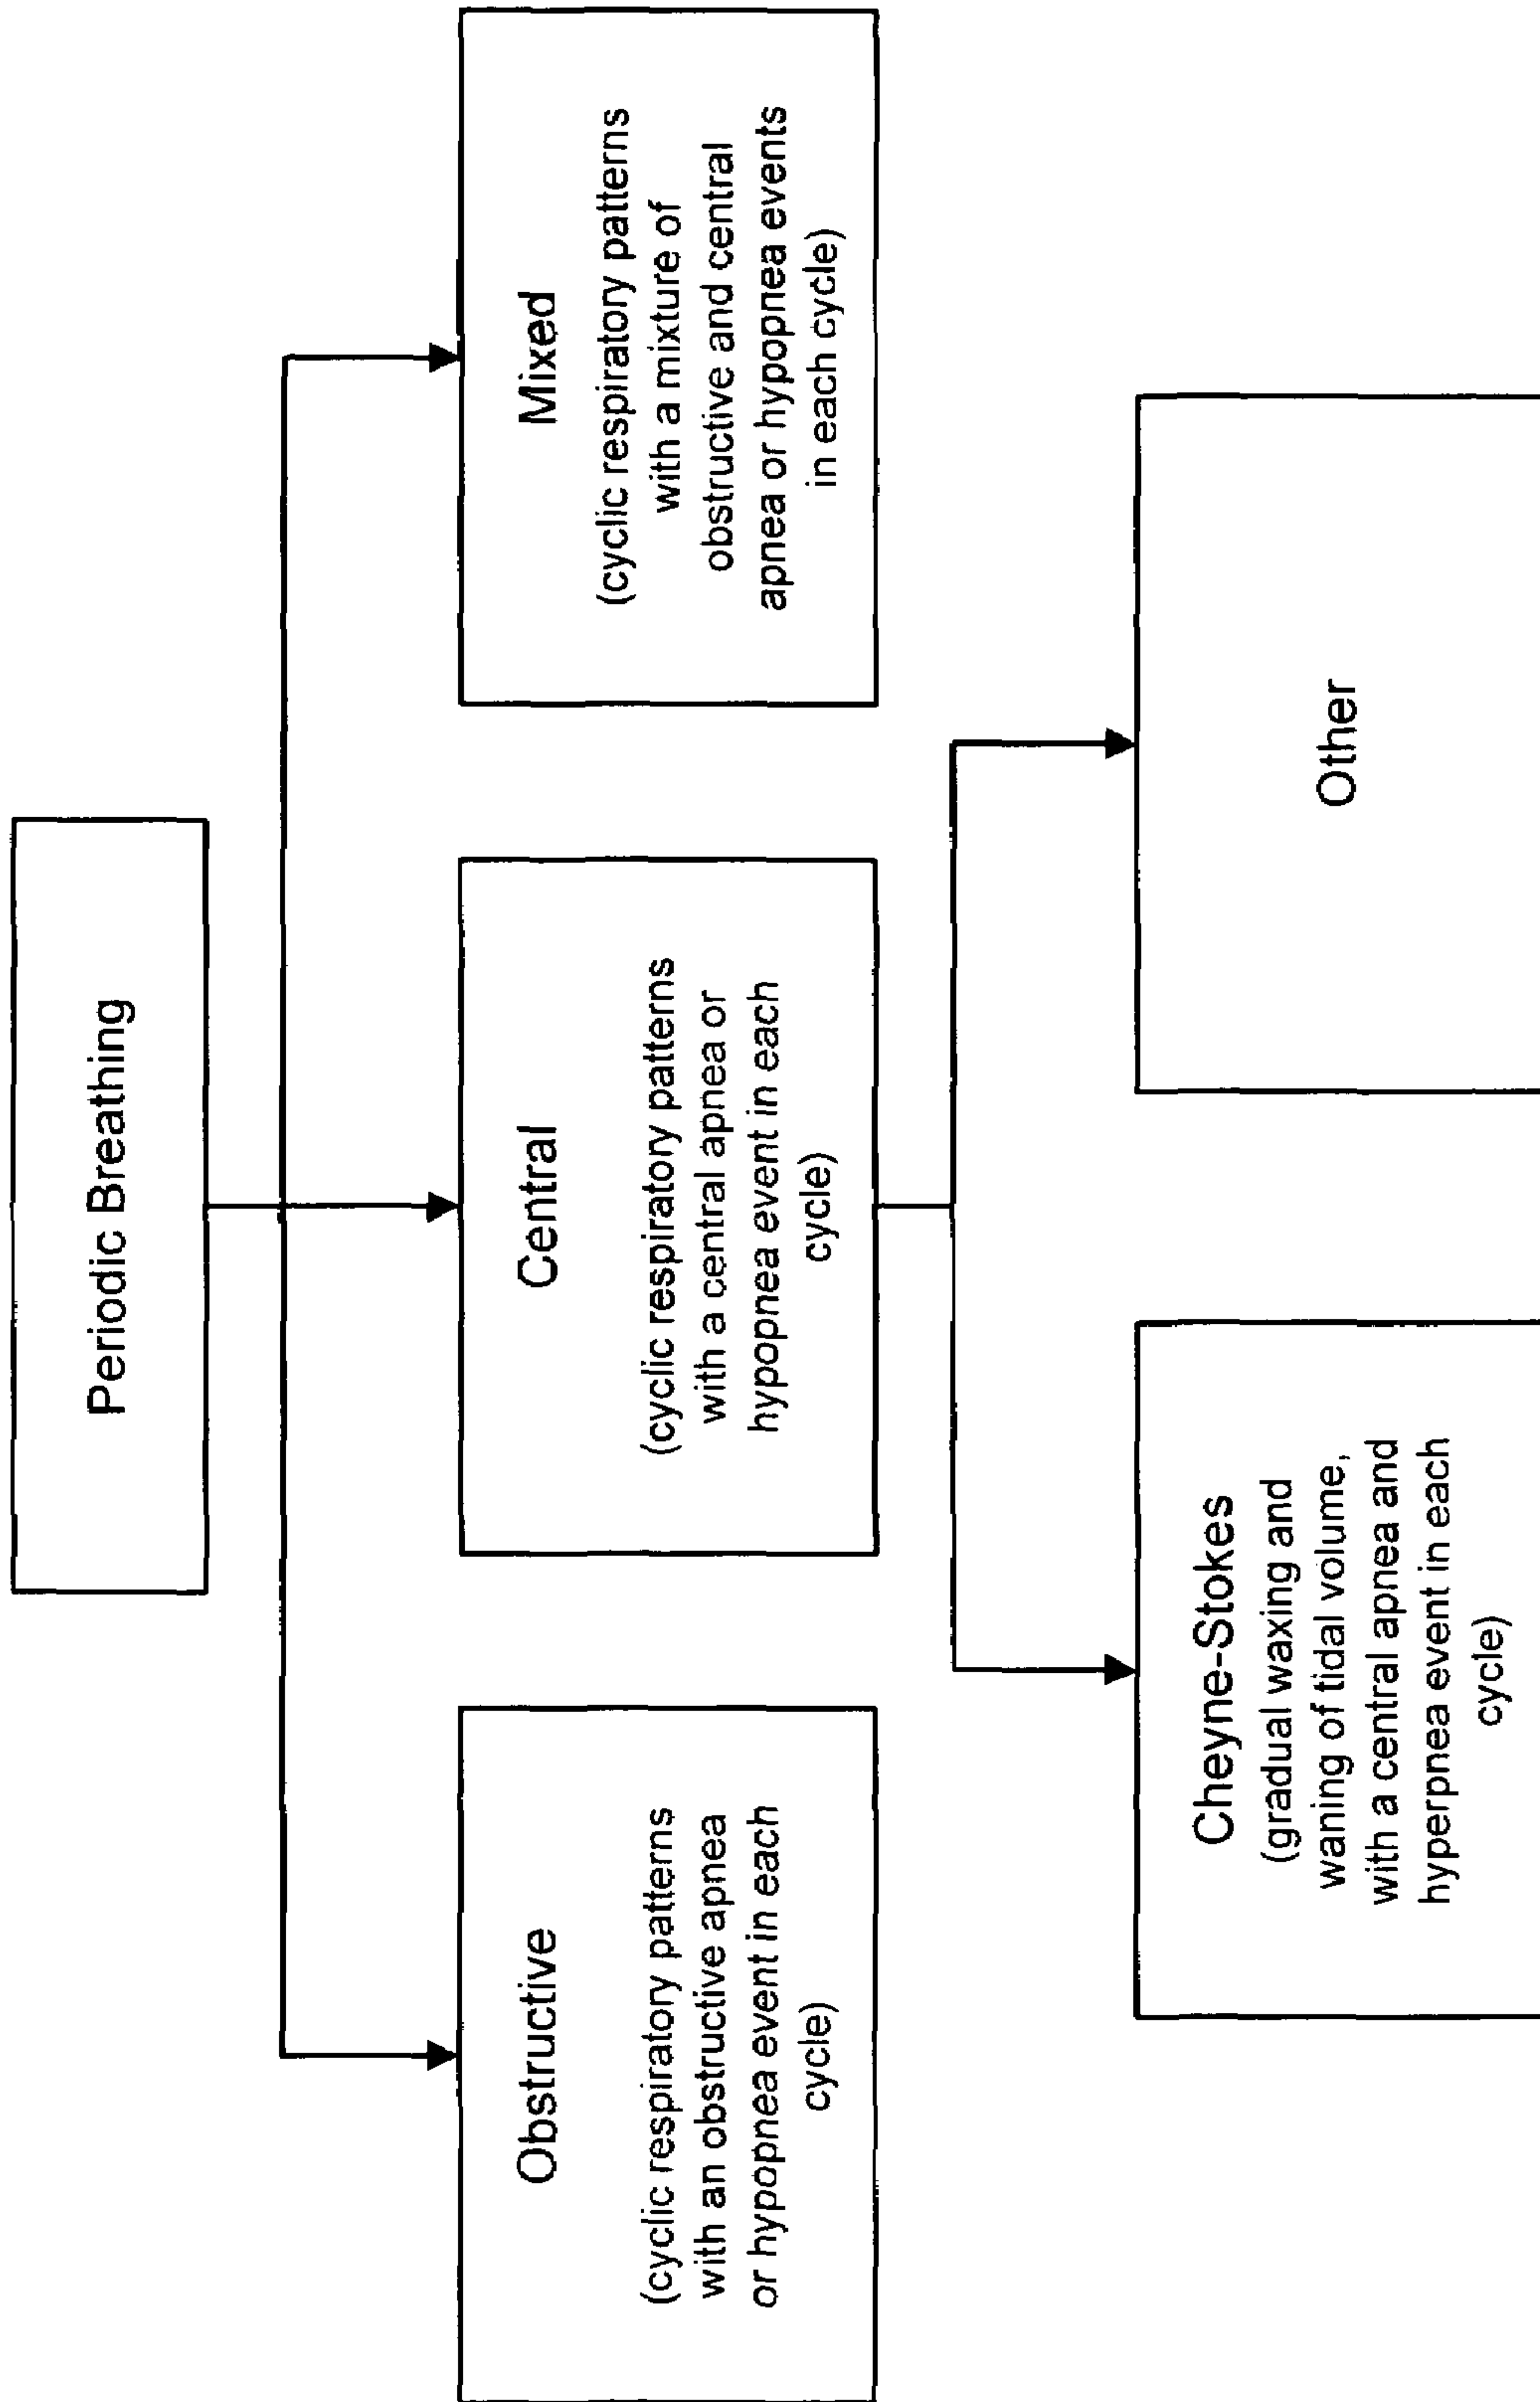 Periodic Breathing
Obstructive
(cyclic respiratory patterns
with an obstructive apnea
or hypopnea event in each
cycle)
Central
(cyclic respiratory patterns
with a central apnea or
hypopnea event in each
cycle)
Mixed
(cyclic respiratory patterns
with a mixture of
obstructive and central
apnea or hypopnea events
in each cycle)
Cheyne-Stokes
(gradual waxing and
waning of tidal volume,
with a central apnea and
hyperpnea event in each
cycle)
Other